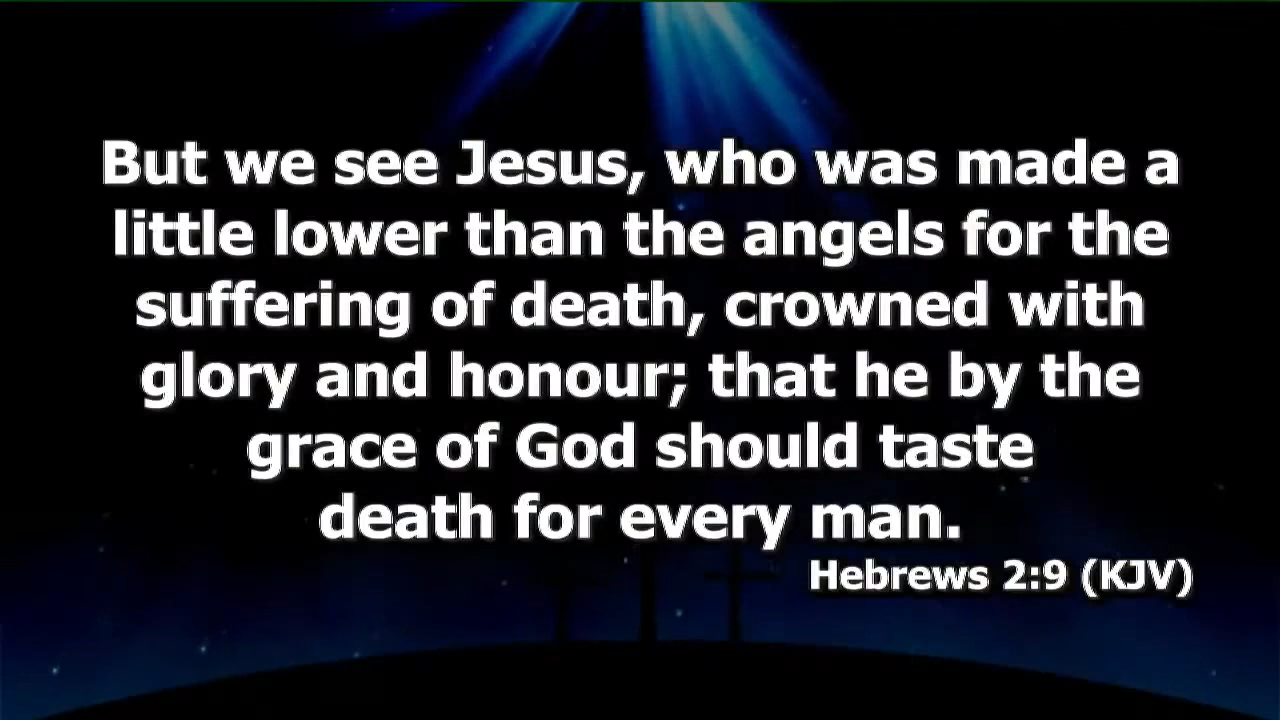 But we see Jesus, who was made a
little lower than the angels for the
suffering of death, crowned with
glory and honour; that he by the
grace of God should taste
death for every man.
Hebrews 2:9 (KJV)